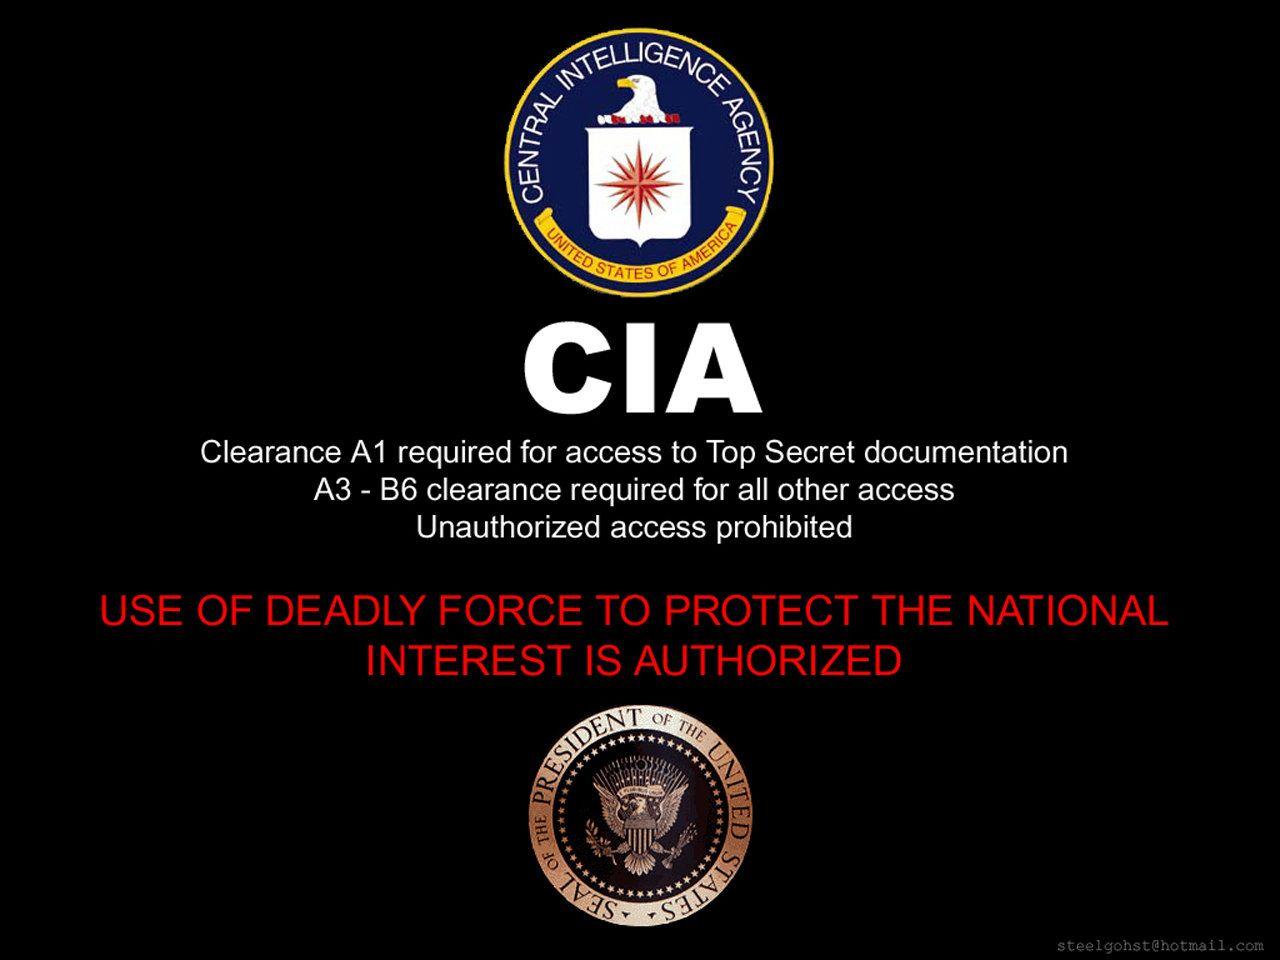 CENTRAL INTELLIGENCE AGENCY
UNITED STATES OF AMERICA
CIA
Clearance A1 required for access to Top Secret documentation
A3 - B6 clearance required for all other access
Unauthorized access prohibited
USE OF DEADLY FORCE TO PROTECT THE NATIONAL
INTEREST IS AUTHORIZED
SEAL OF THE PRESIDENT OF THE UNITED STATES
steelgohst@hotmail.com